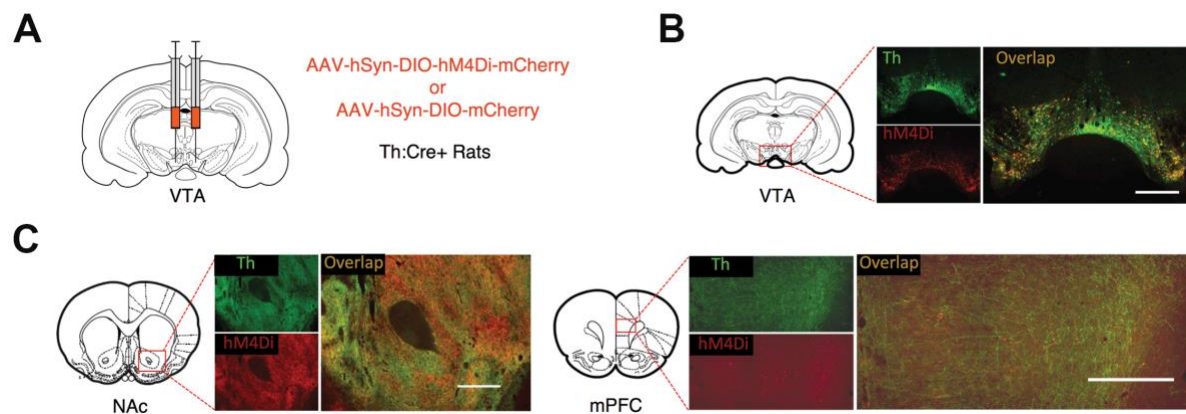 A
AAV-hSyn-DIO-hM4Di-mCherry
or
AAV-hSyn-DIO-mCherry
Th:Cre+ Rats
VTA
B
Th
hM4Di
Overlap
VTA
C
Th
hM4Di
Overlap
NAc
Th
hM4Di
Overlap
mPFC